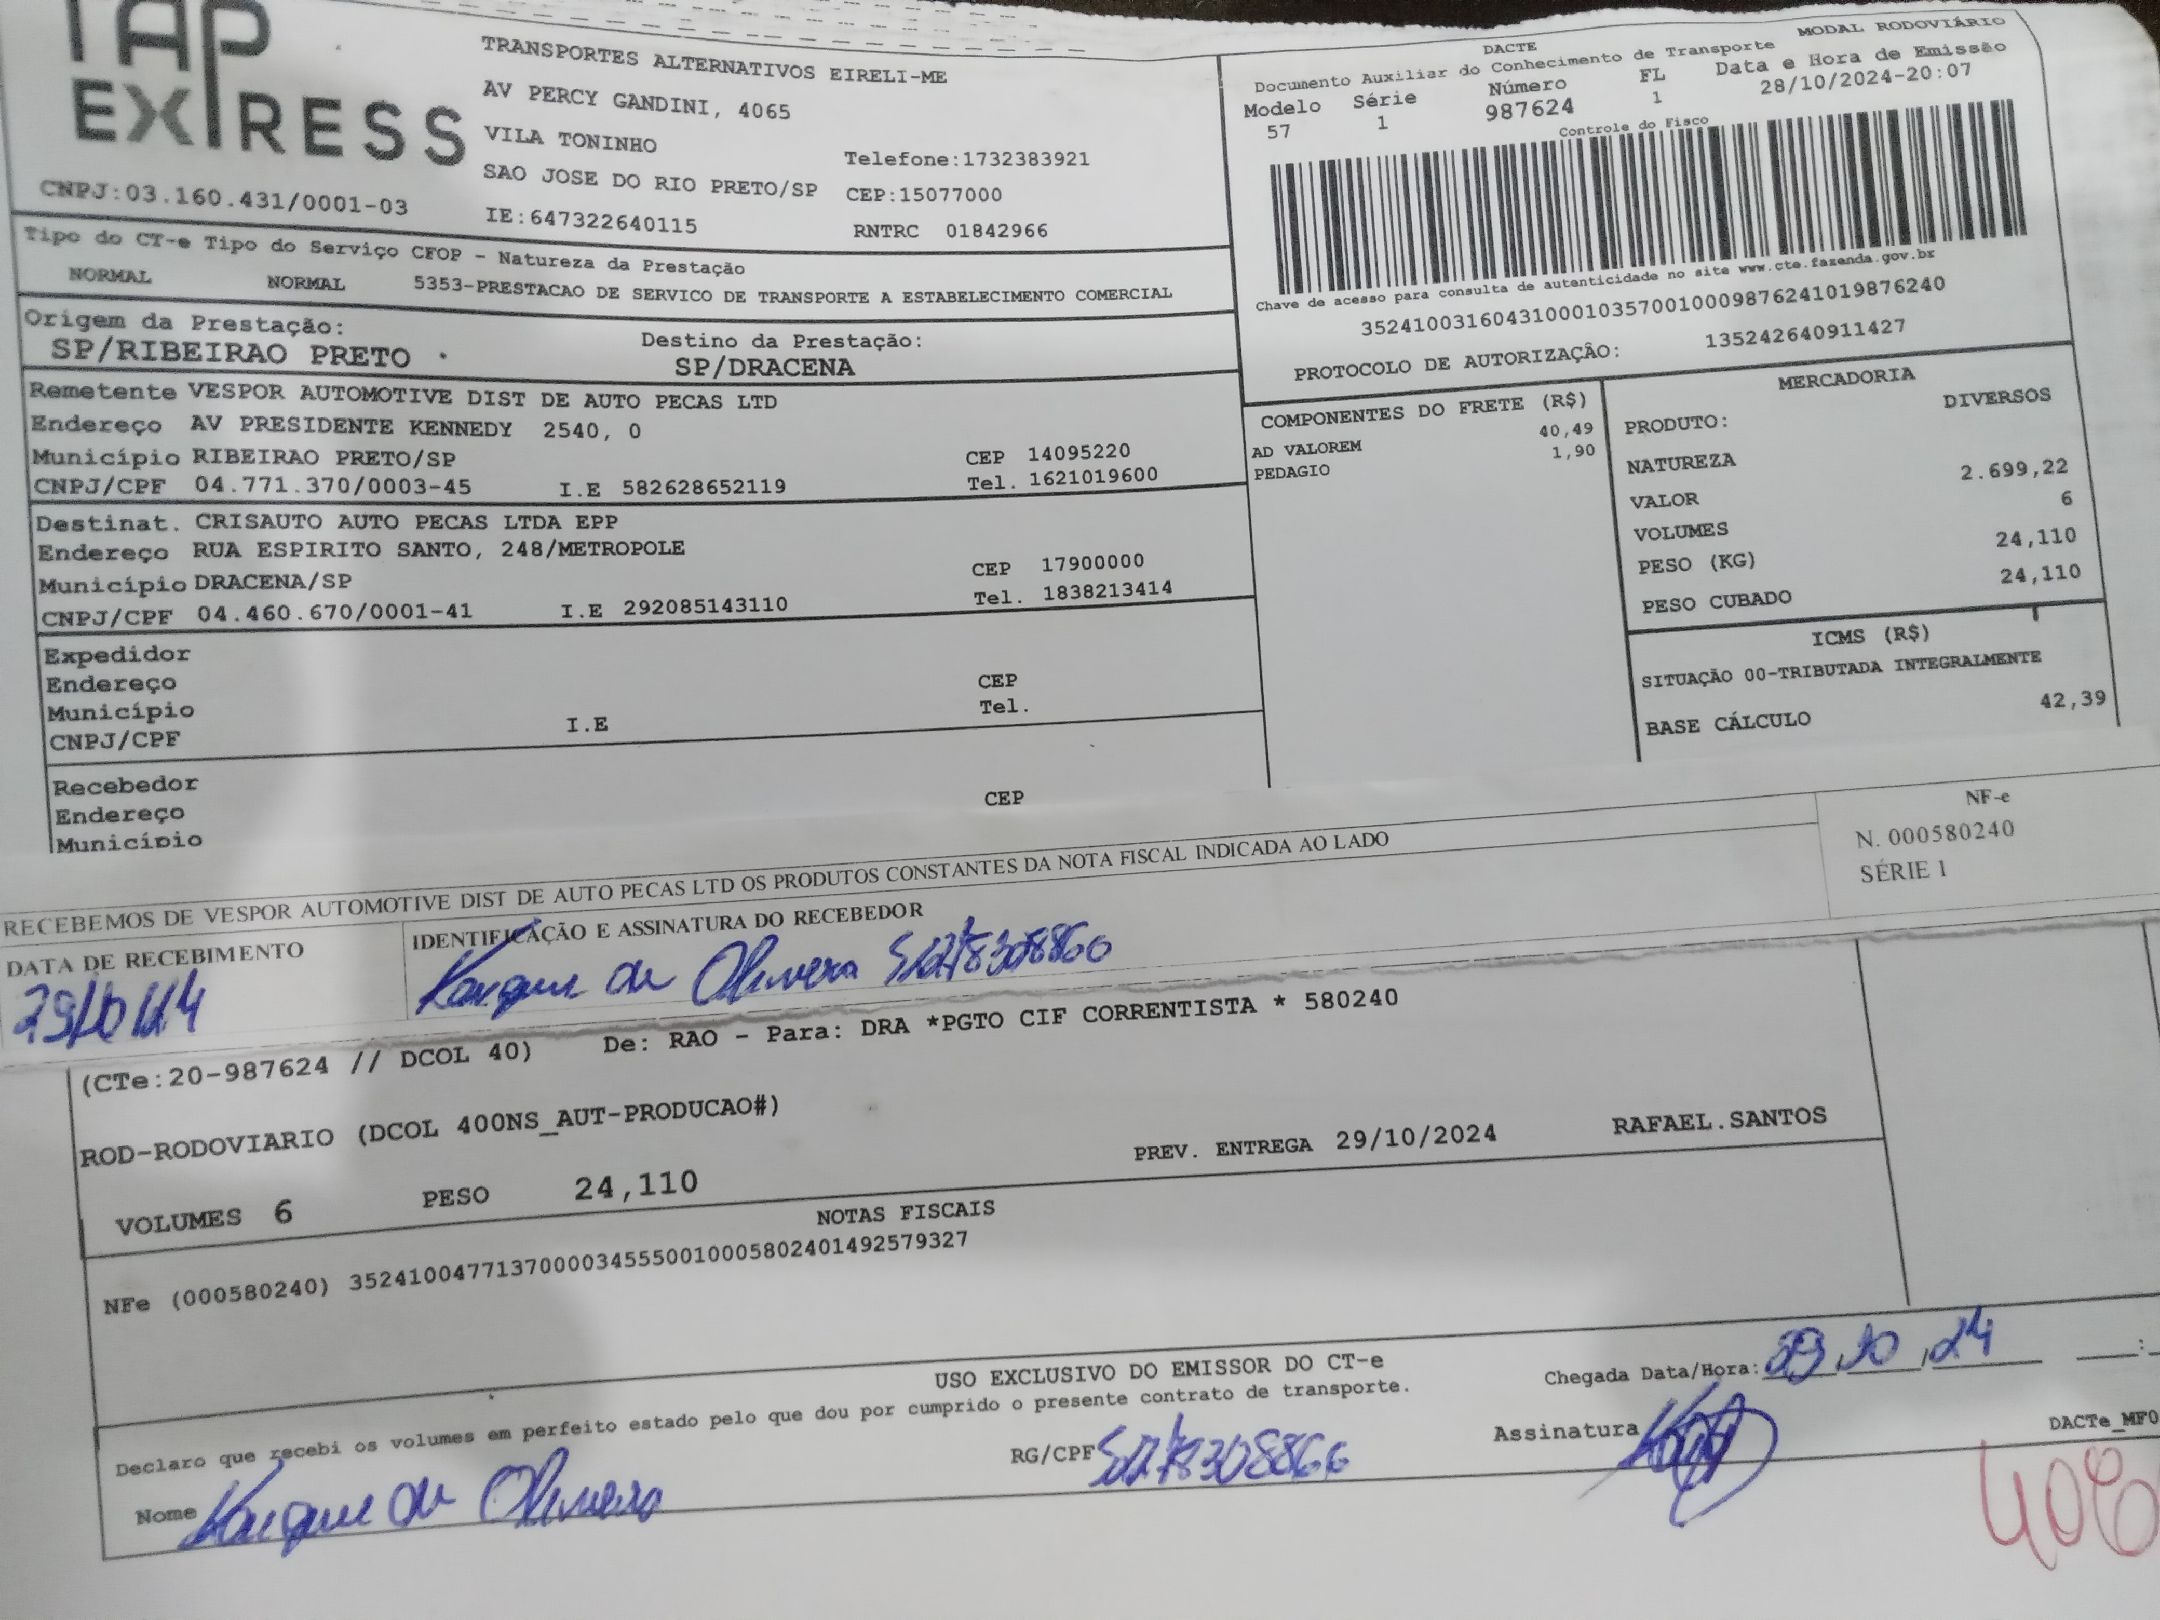 TAP
EXPRESS
CNPJ:03.160.431/0001-03
TRANSPORTES ALTERNATIVOS EIRELI-ME
AV PERCY GANDINI, 4065
VILA TONINHO
SAO JOSE DO RIO PRETO/SP
IE:647322640115
Telefone:1732383921
CEP:15077000
RNTRC 01842966
DACTE
MODAL RODOVIÁRIO
Documento Auxiliar do Conhecimento de Transporte
Modelo Série Número FL Data e Hora de Emissão
57 1 987624 1 28/10/2024-20:07
Controle do Fisco
Chave de acesso para consulta de autenticidade no site www.cte.fazenda.gov.br
35241003160431000103570010009876241019876240
PROTOCOLO DE AUTORIZAÇÃO: 135242640911427
Tipo do CT-e Tipo do Serviço CFOP - Natureza da Prestação
NORMAL NORMAL 5353-PRESTACAO DE SERVICO DE TRANSPORTE A ESTABELECIMENTO COMERCIAL
Origem da Prestação: Destino da Prestação:
SP/RIBEIRAO PRETO SP/DRACENA
Remetente VESPOR AUTOMOTIVE DIST DE AUTO PECAS LTD
Endereço AV PRESIDENTE KENNEDY 2540, 0
Município RIBEIRAO PRETO/SP CEP 14095220
CNPJ/CPF 04.771.370/0003-45 I.E 582628652119 Tel. 1621019600
Destinat. CRISAUTO AUTO PECAS LTDA EPP
Endereço RUA ESPIRITO SANTO, 248/METROPOLE
Município DRACENA/SP CEP 17900000
CNPJ/CPF 04.460.670/0001-41 I.E 292085143110 Tel. 1838213414
Expedidor
Endereço
Município CEP
CNPJ/CPF I.E Tel.
Recebedor
Endereço CEP
Município
COMPONENTES DO FRETE (R$)
AD VALOREM 40,49
PEDAGIO 1,90
MERCADORIA
PRODUTO: DIVERSOS
NATUREZA
VALOR 2.699,22
VOLUMES 6
PESO (KG) 24,110
PESO CUBADO 24,110
ICMS (R$)
SITUAÇÃO 00-TRIBUTADA INTEGRALMENTE
BASE CÁLCULO 42,39
RECEBEMOS DE VESPOR AUTOMOTIVE DIST DE AUTO PECAS LTD OS PRODUTOS CONSTANTES DA NOTA FISCAL INDICADA AO LADO
NF-e
N. 000580240
SÉRIE 1
DATA DE RECEBIMENTO IDENTIFICAÇÃO E ASSINATURA DO RECEBEDOR
de Oliveira
(CTe:20-987624 // DCOL 40) De: RAO - Para: DRA *PGTO CIF CORRENTISTA * 580240
ROD-RODOVIARIO (DCOL 400NS_AUT-PRODUCAO#)
PREV. ENTREGA 29/10/2024 RAFAEL.SANTOS
VOLUMES 6 PESO 24,110
NOTAS FISCAIS
NFe (000580240) 35241004771370000345550010005802401492579327
USO EXCLUSIVO DO EMISSOR DO CT-e
Declaro que recebi os volumes em perfeito estado pelo que dou por cumprido o presente contrato de transporte.
Chegada Data/Hora: 29/10/24
Nome de Oliveira RG/CPF Assinatura
DACTe_MF0